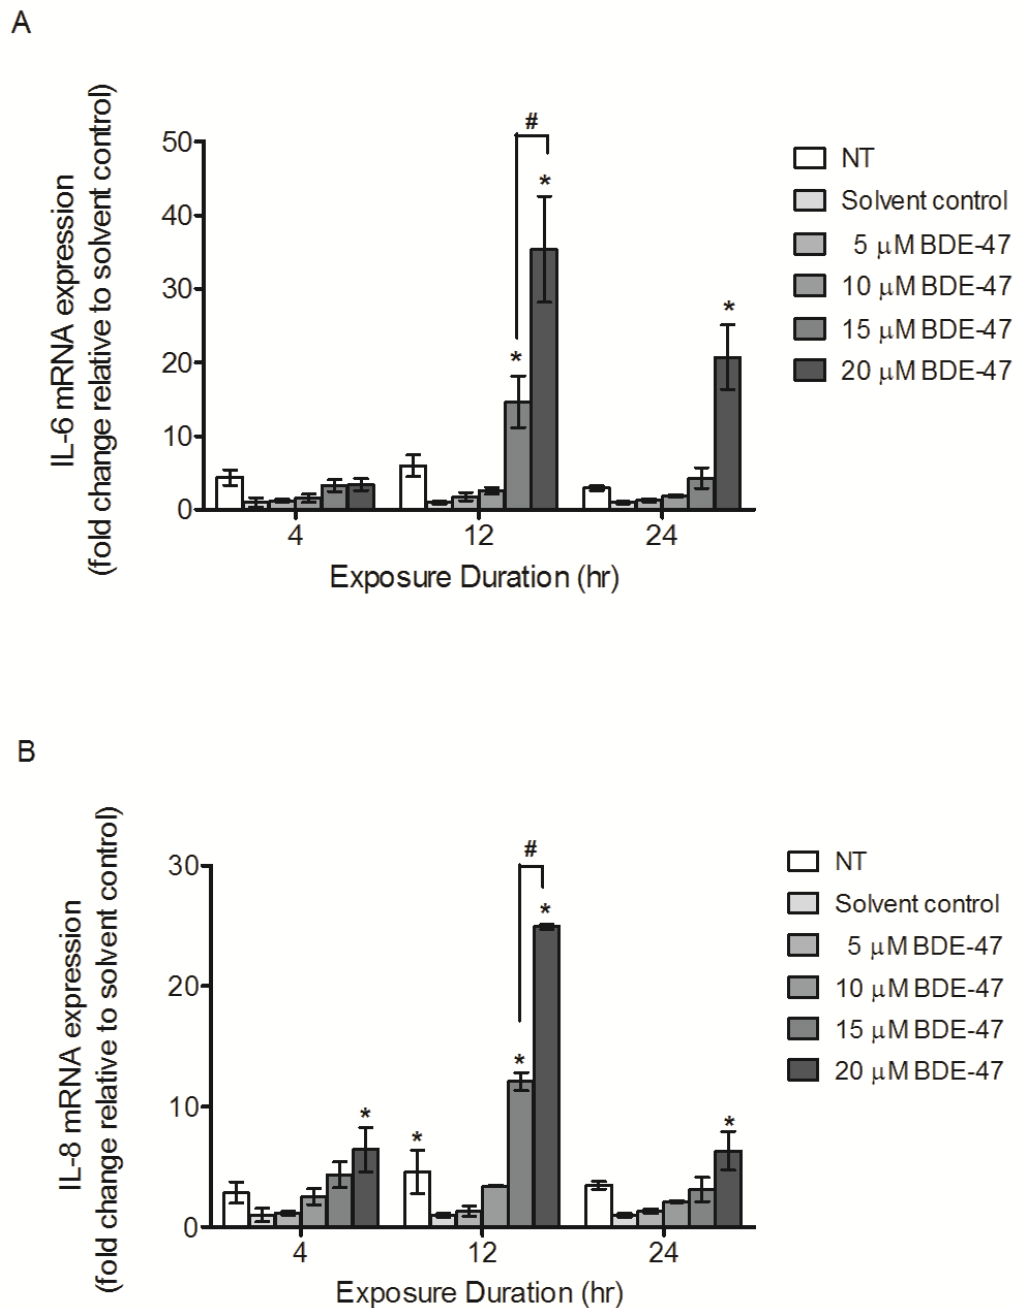 A
IL-6 mRNA expression
(fold change relative to solvent control)
50
40
30
20
10
0
#
*
*
*
4
12
24
Exposure Duration (hr)
NT
Solvent control
5 μM BDE-47
10 μM BDE-47
15 μM BDE-47
20 μM BDE-47
B
IL-8 mRNA expression
(fold change relative to solvent control)
30
20
10
0
#
*
*
*
*
*
4
12
24
Exposure Duration (hr)
NT
Solvent control
5 μM BDE-47
10 μM BDE-47
15 μM BDE-47
20 μM BDE-47